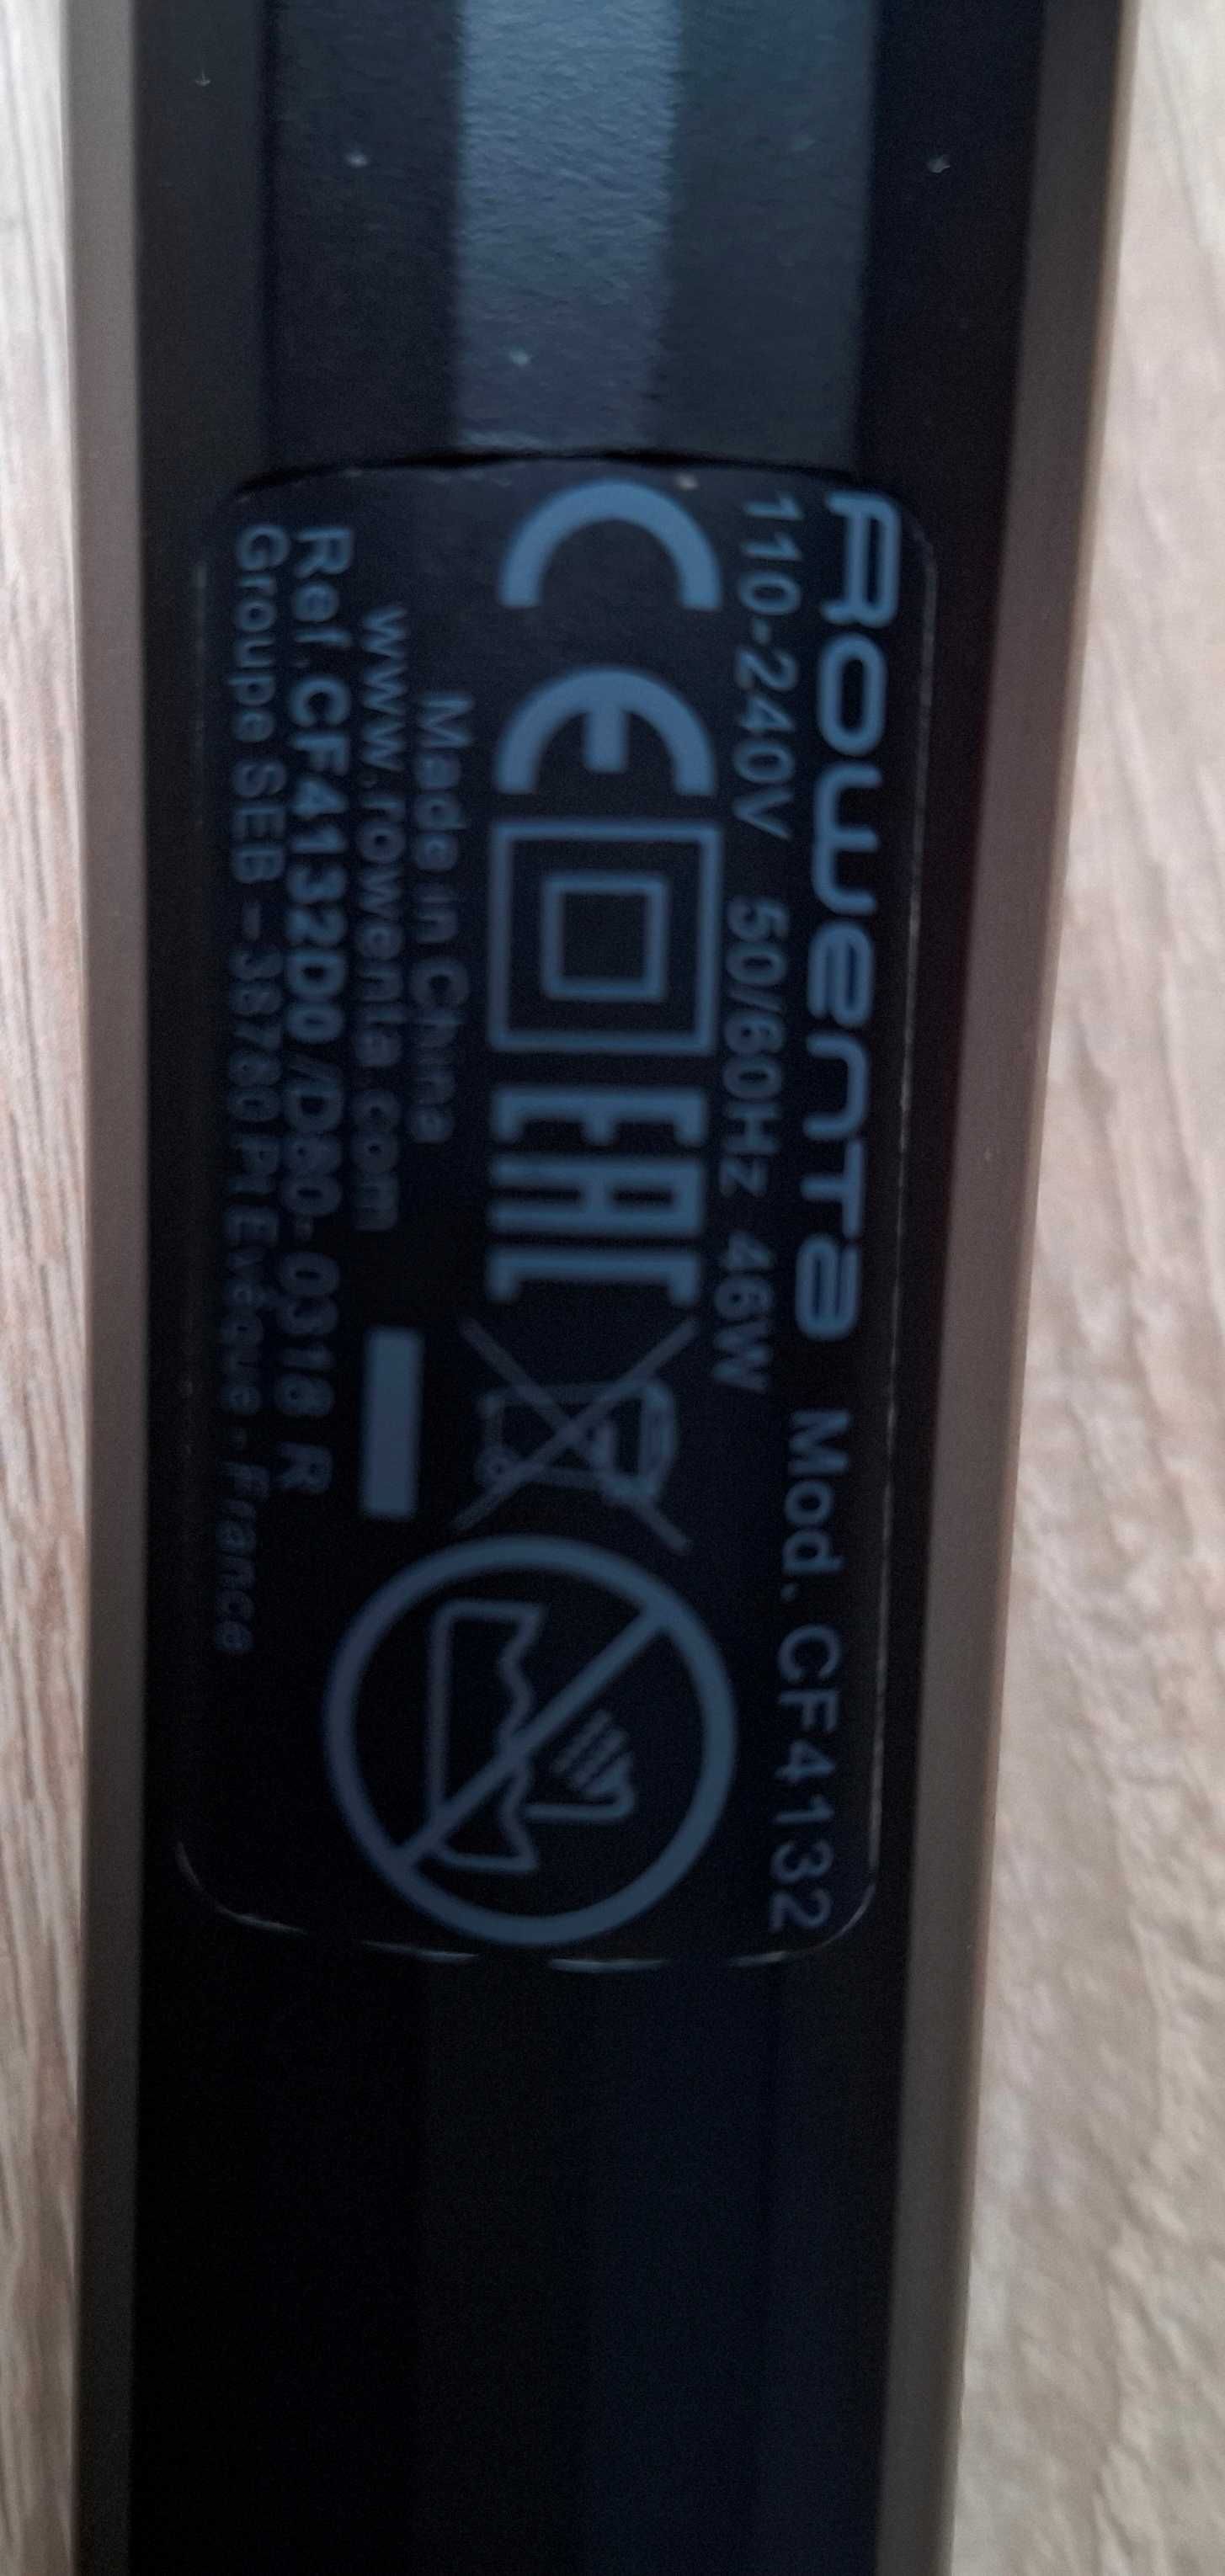 Rowenta Mod. CF4132
110-240V 50/60Hz 46W
CE EAC
Made in China
www.rowenta.com
Ref.CF4132D0/D80-0318 R
Groupe SEB - 38780 Pt Evêque - France